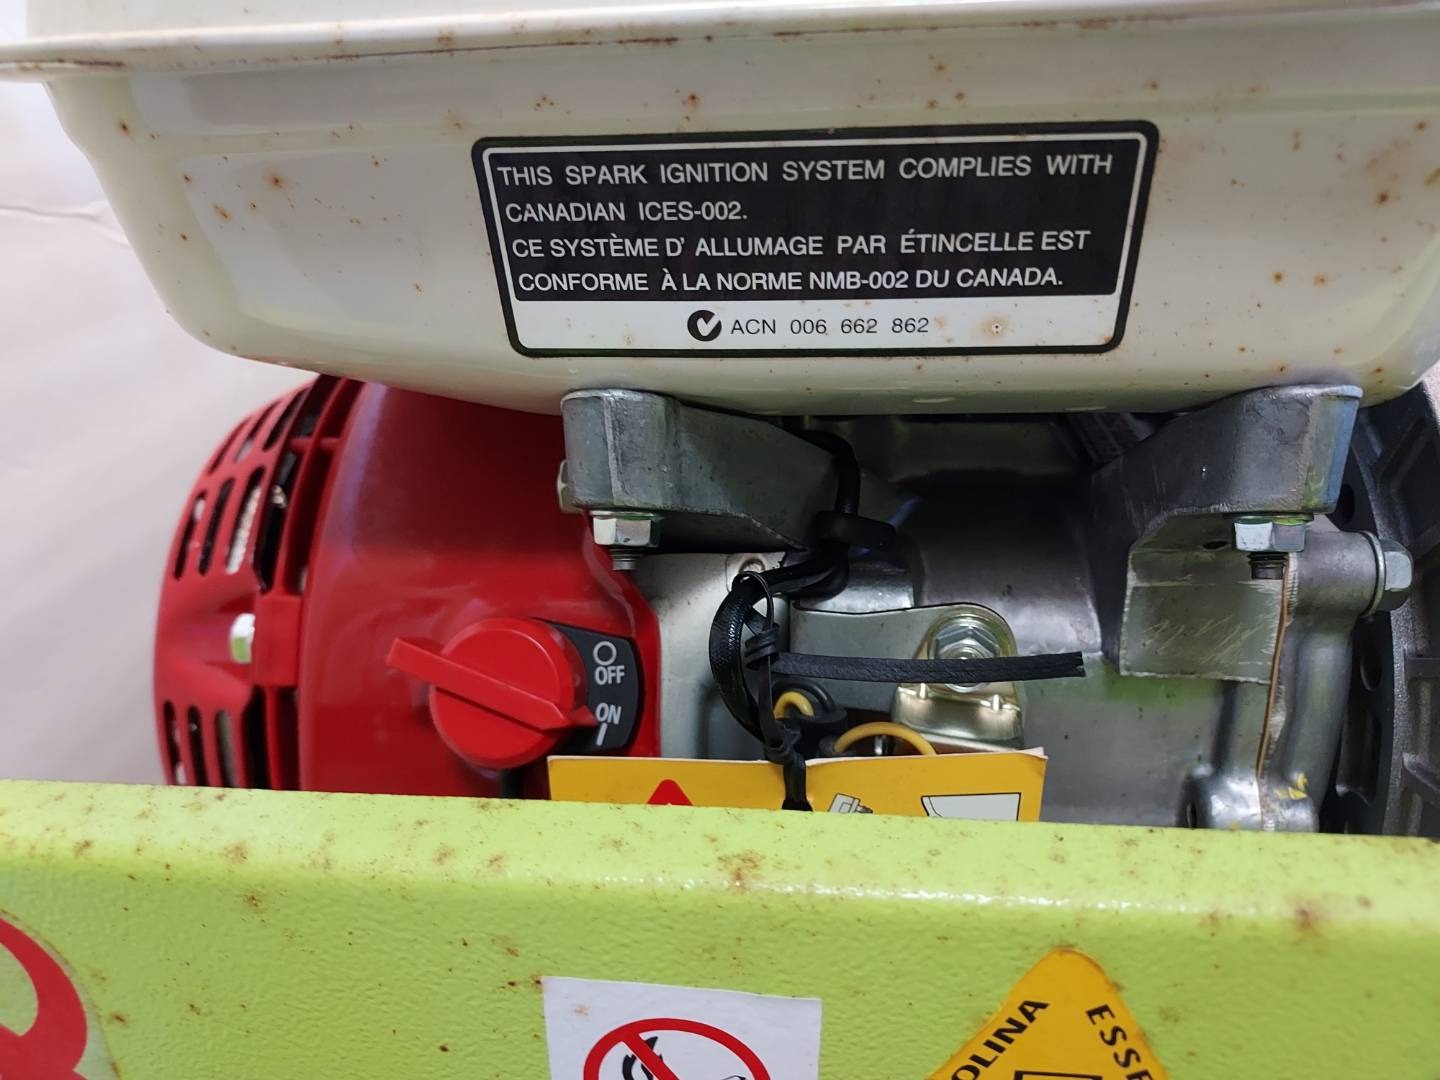 THIS SPARK IGNITION SYSTEM COMPLIES WITH
CANADIAN ICES-002.
CE SYSTÈME D' ALLUMAGE PAR ÉTINCELLE EST
CONFORME À LA NORME NMB-002 DU CANADA.
ACN 006 662 862
OFF
ON
OLINA
ESSE